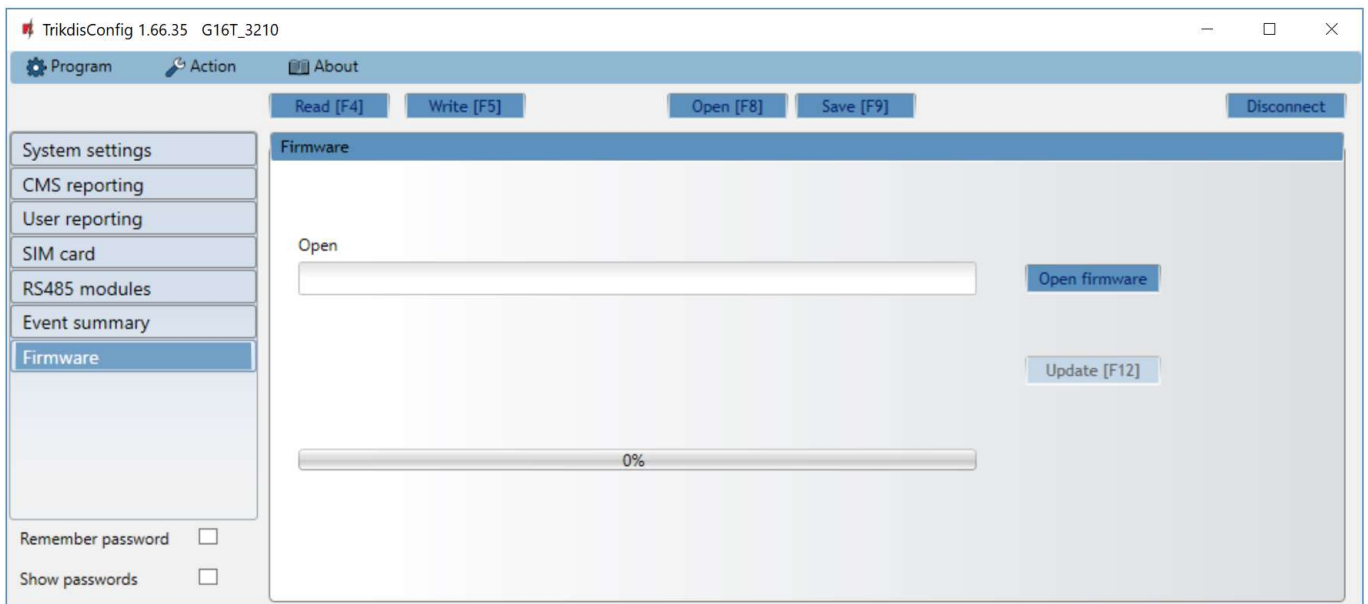 TrikdisConfig 1.66.35 G16T_3210
Program Action About
Read [F4] Write [F5] Open [F8] Save [F9] Disconnect
System settings
CMS reporting
User reporting
SIM card
RS485 modules
Event summary
Firmware
Remember password
Show passwords
Firmware
Open
Open firmware
Update [F12]
0%